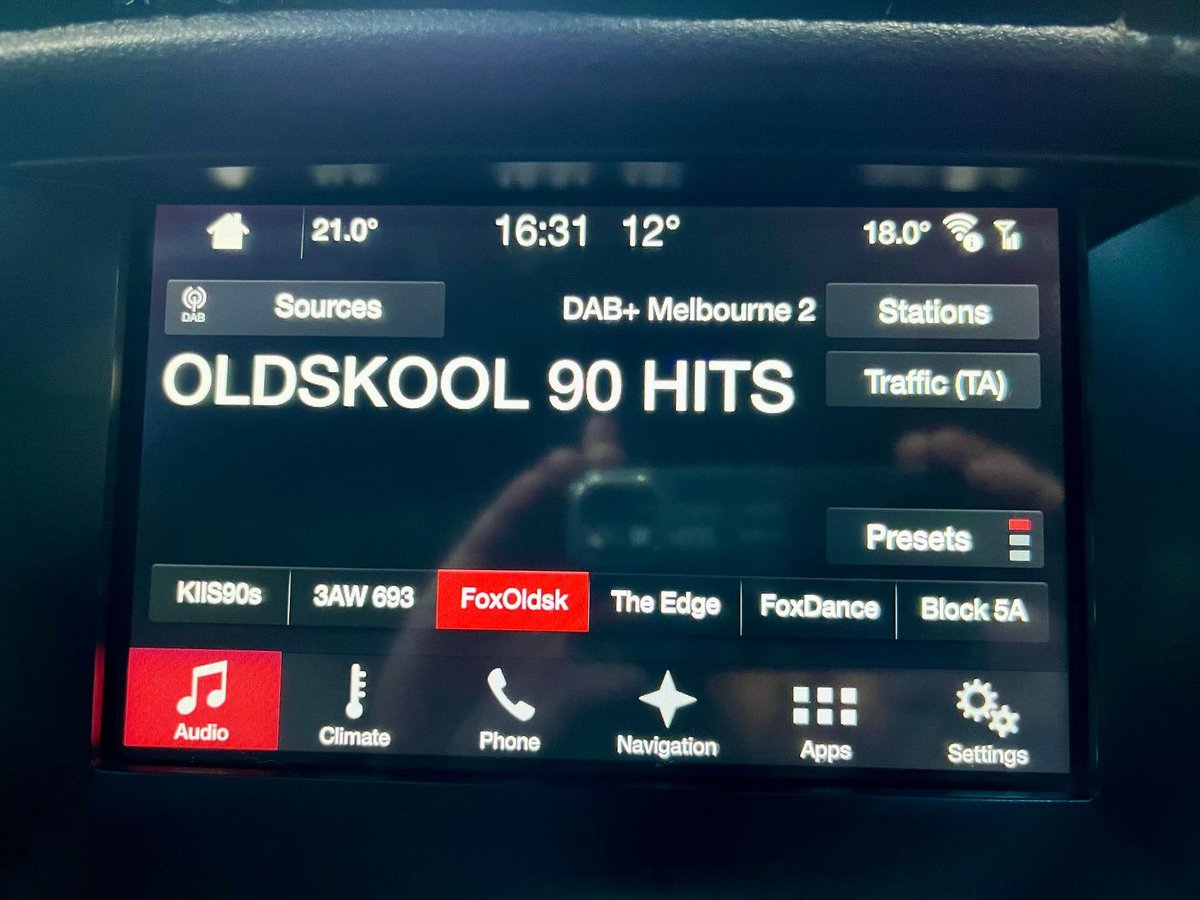 21.0° 16:31 12° 18.0°
DAB Sources DAB+ Melbourne 2 Stations
OLDSKOOL 90 HITS Traffic (TA)
Presets
KIIS90s 3AW 693 FoxOldsk The Edge FoxDance Block 5A
Audio Climate Phone Navigation Apps Settings